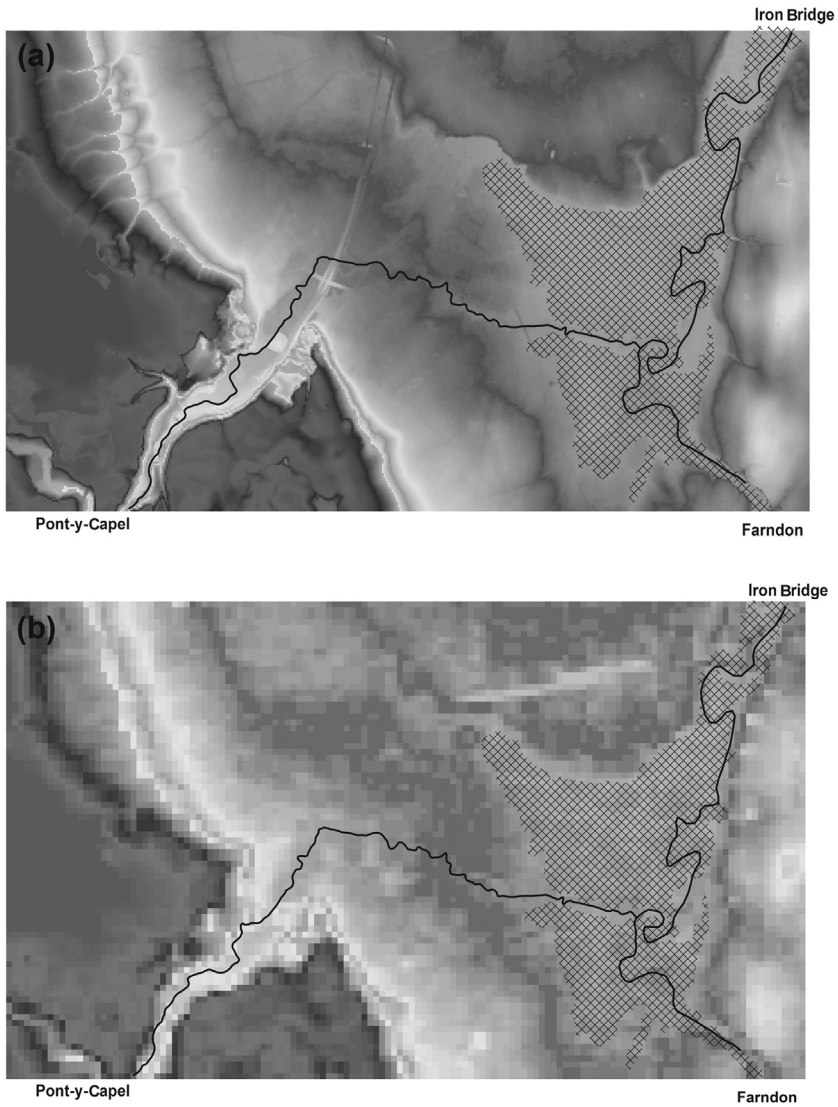 Iron Bridge
(a)
Pont-y-Capel
Farndon
Iron Bridge
(b)
Pont-y-Capel
Farndon